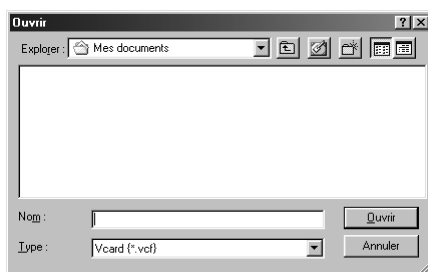 Ouvrir
Explorer : Mes documents
Nom :
Ouvrir
Type : Vcard {*.vcf}
Annuler